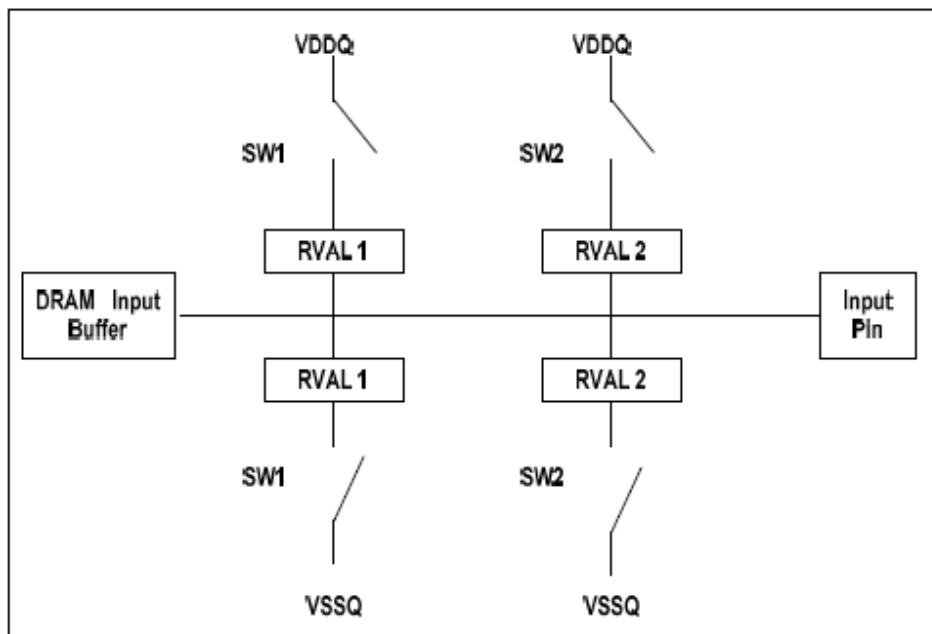 VDDQ VDDQ
SW1 SW2
RVAL 1 RVAL 2
DRAM Input
Buffer
Input
Pin
RVAL 1 RVAL 2
SW1 SW2
VSSQ VSSQ